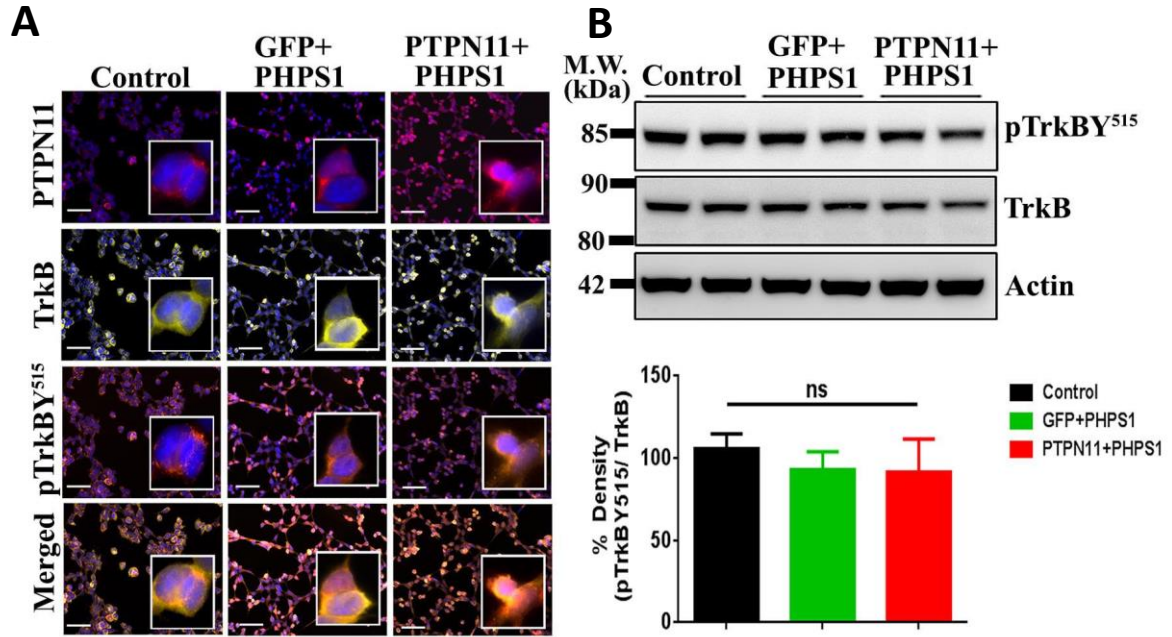 A
Control
GFP+
PHPS1
PTPN11+
PHPS1
PTPN11
TrkB
pTrkBY⁵¹⁵
Merged
B
M.W.
(kDa)
Control
GFP+
PHPS1
PTPN11+
PHPS1
85
pTrkBY⁵¹⁵
90
TrkB
80
42
Actin
% Density
(pTrkBY515/ TrkB)
150
100
50
0
ns
Control
GFP+PHPS1
PTPN11+PHPS1